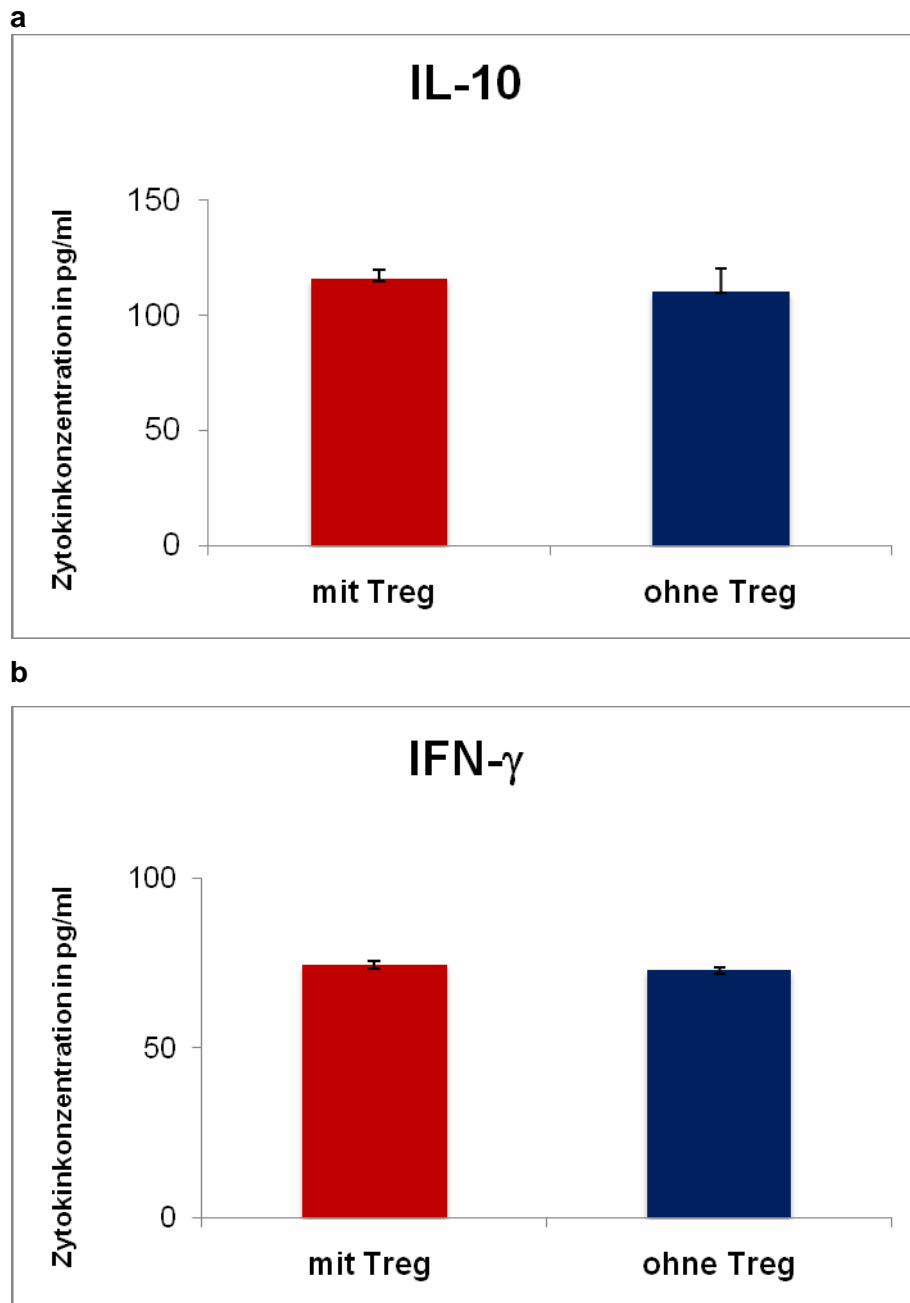 a
IL-10
Zytokinkonzentration in pg/ml
150
100
50
0
mit Treg
ohne Treg
b
IFN-γ
Zytokinkonzentration in pg/ml
100
50
0
mit Treg
ohne Treg